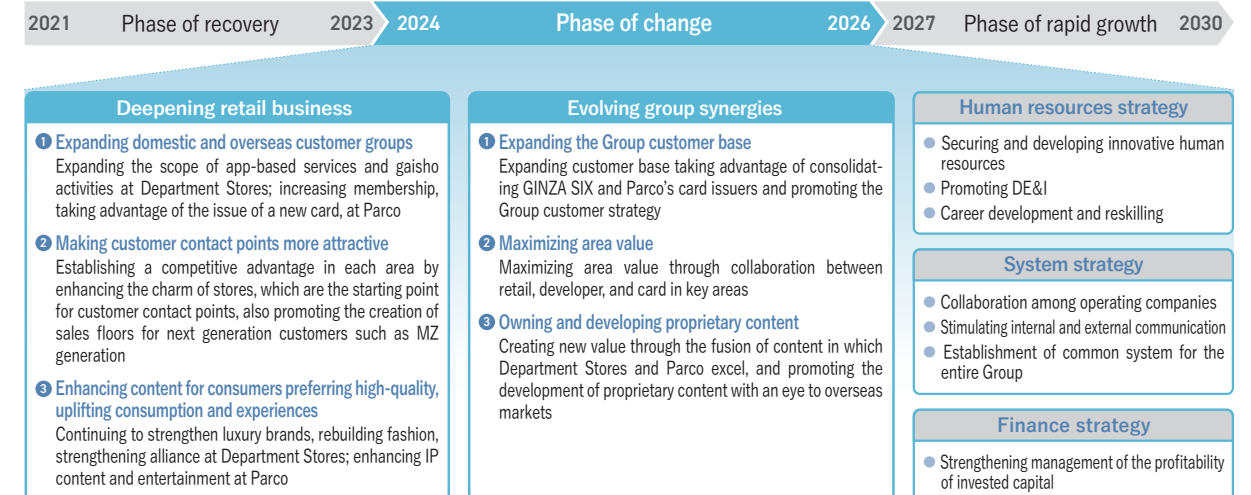 2021 Phase of recovery 2023 2024 Phase of change 2026 2027 Phase of rapid growth 2030
Deepening retail business
1 Expanding domestic and overseas customer groups
Expanding the scope of app-based services and gaisho
activities at Department Stores; increasing membership,
taking advantage of the issue of a new card, at Parco
2 Making customer contact points more attractive
Establishing a competitive advantage in each area by
enhancing the charm of stores, which are the starting point
for customer contact points, also promoting the creation of
sales floors for next generation customers such as MZ
generation
3 Enhancing content for consumers preferring high-quality,
uplifting consumption and experiences
Continuing to strengthen luxury brands, rebuilding fashion,
strengthening alliance at Department Stores; enhancing IP
content and entertainment at Parco
Evolving group synergies
1 Expanding the Group customer base
Expanding customer base taking advantage of consolidat-
ing GINZA SIX and Parco's card issuers and promoting the
Group customer strategy
2 Maximizing area value
Maximizing area value through collaboration between
retail, developer, and card in key areas
3 Owning and developing proprietary content
Creating new value through the fusion of content in which
Department Stores and Parco excel, and promoting the
development of proprietary content with an eye to overseas
markets
Human resources strategy
● Securing and developing innovative human
resources
● Promoting DE&I
● Career development and reskilling
System strategy
● Collaboration among operating companies
● Stimulating internal and external communication
● Establishment of common system for the
entire Group
Finance strategy
● Strengthening management of the profitability
of invested capital